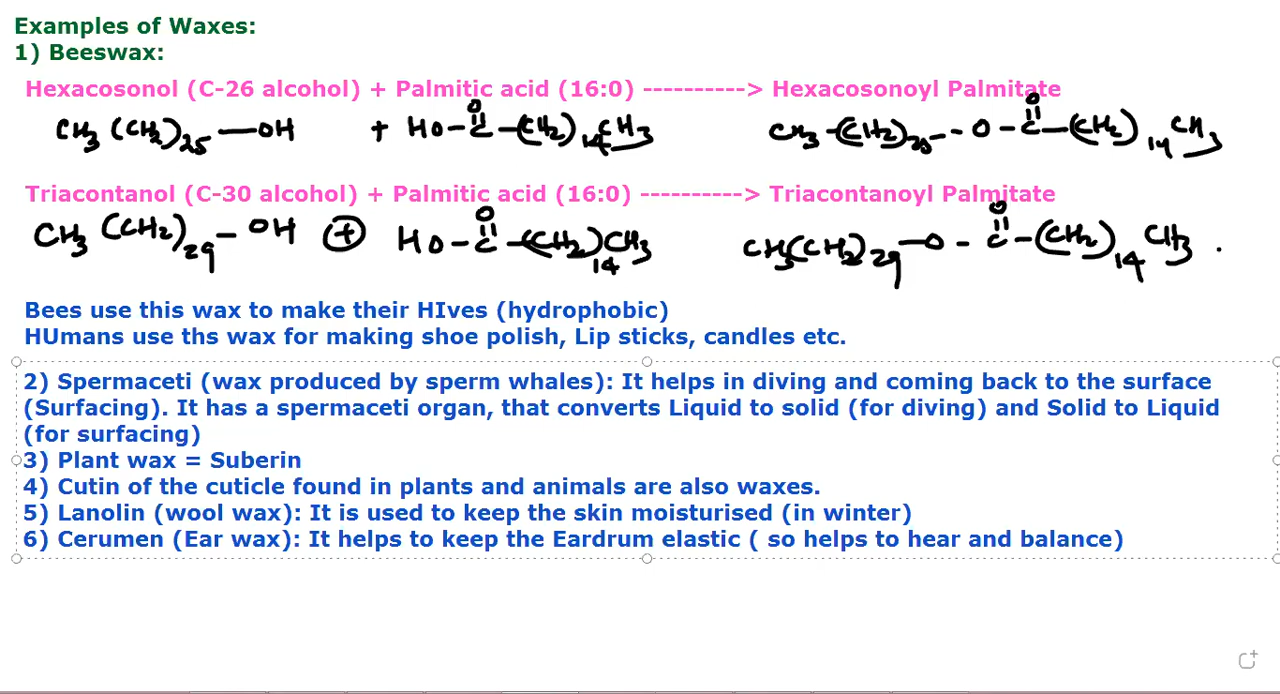 Examples of Waxes:
1) Beeswax:
Hexacosonol (C-26 alcohol) + Palmitic acid (16:0) ----------> Hexacosonoyl Palmitate
CH3 (CH2)25 — OH + HO-C(=O)-(CH2)14CH3 CH3-(CH2)25-- O - C(=O)-(CH2)14CH3
Triacontanol (C-30 alcohol) + Palmitic acid (16:0) ----------> Triacontanoyl Palmitate
CH3 (CH2)29 - OH + HO-C(=O)-(CH2)14CH3 CH3(CH2)29-O-C(=O)-(CH2)14CH3 .
Bees use this wax to make their HIves (hydrophobic)
HUmans use ths wax for making shoe polish, Lip sticks, candles etc.
2) Spermaceti (wax produced by sperm whales): It helps in diving and coming back to the surface
(Surfacing). It has a spermaceti organ, that converts Liquid to solid (for diving) and Solid to Liquid
(for surfacing)
3) Plant wax = Suberin
4) Cutin of the cuticle found in plants and animals are also waxes.
5) Lanolin (wool wax): It is used to keep the skin moisturised (in winter)
6) Cerumen (Ear wax): It helps to keep the Eardrum elastic ( so helps to hear and balance)